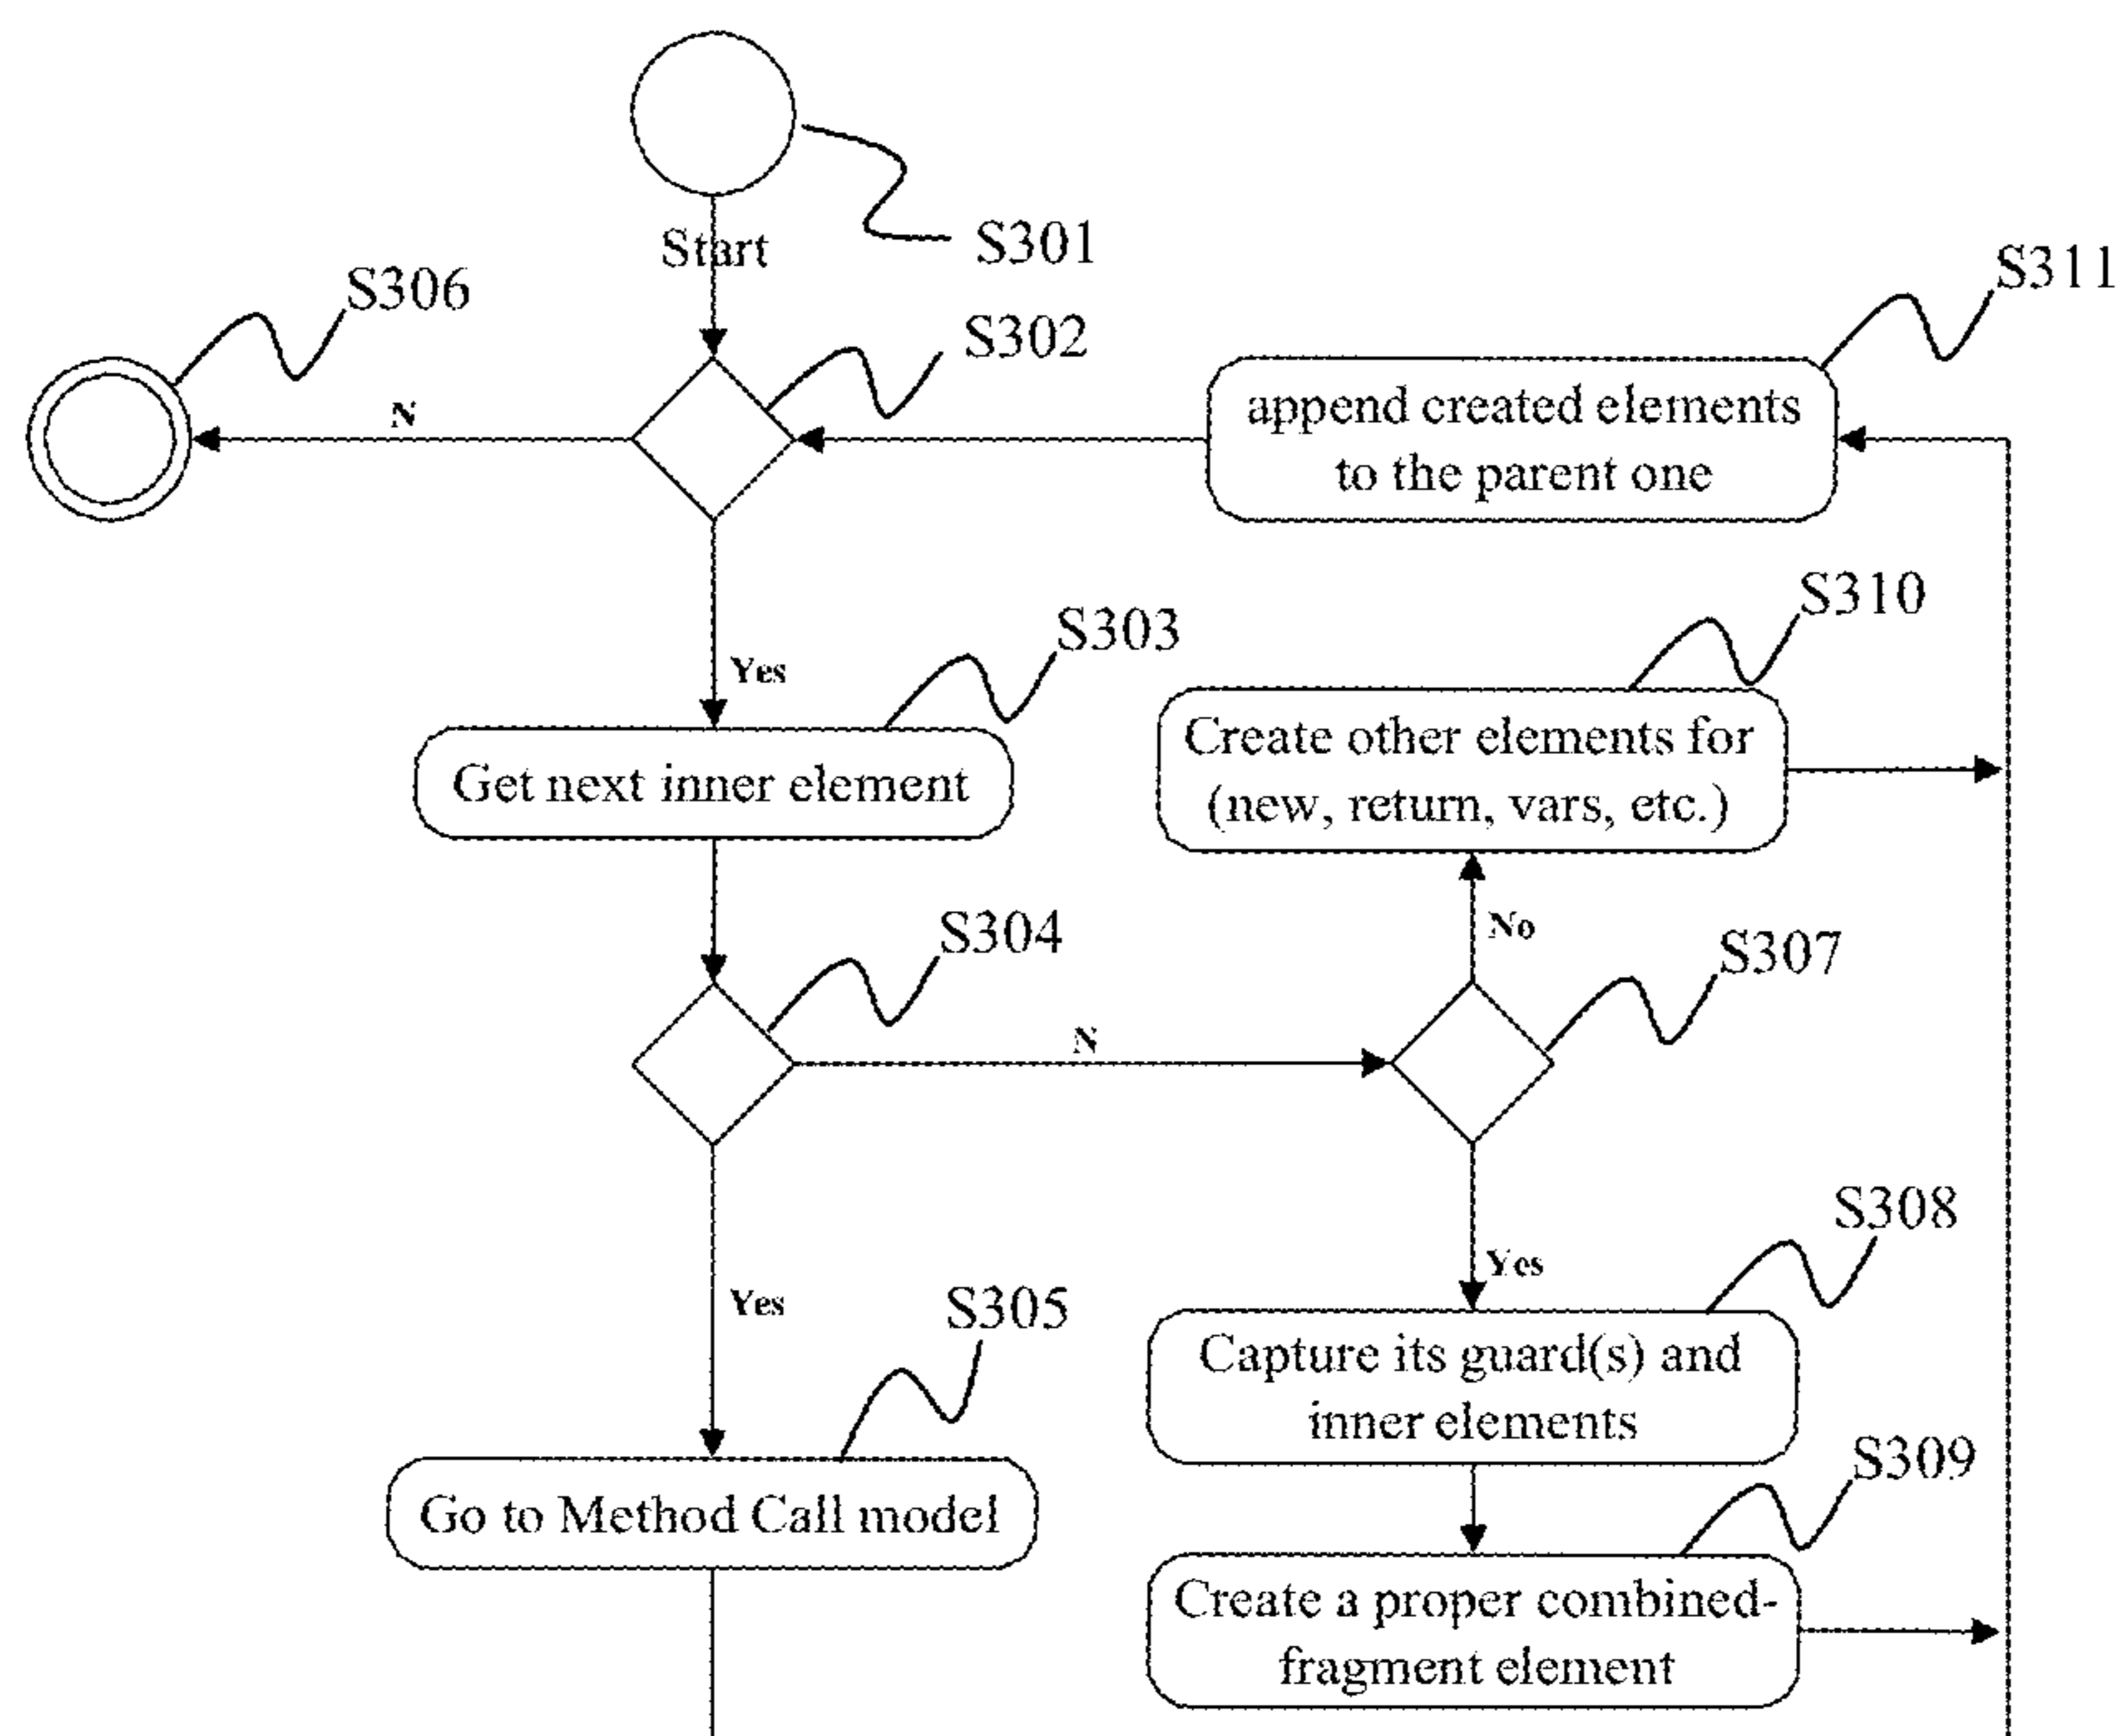 Start
S301
S306
S302
S311
N
append created elements
to the parent one
S303
S310
Yes
Get next inner element
Create other elements for
(new, return, vars, etc.)
S304
No
S307
N
S308
Yes
Yes
S305
Capture its guard(s) and
inner elements
S309
Go to Method Call model
Create a proper combined-
fragment element